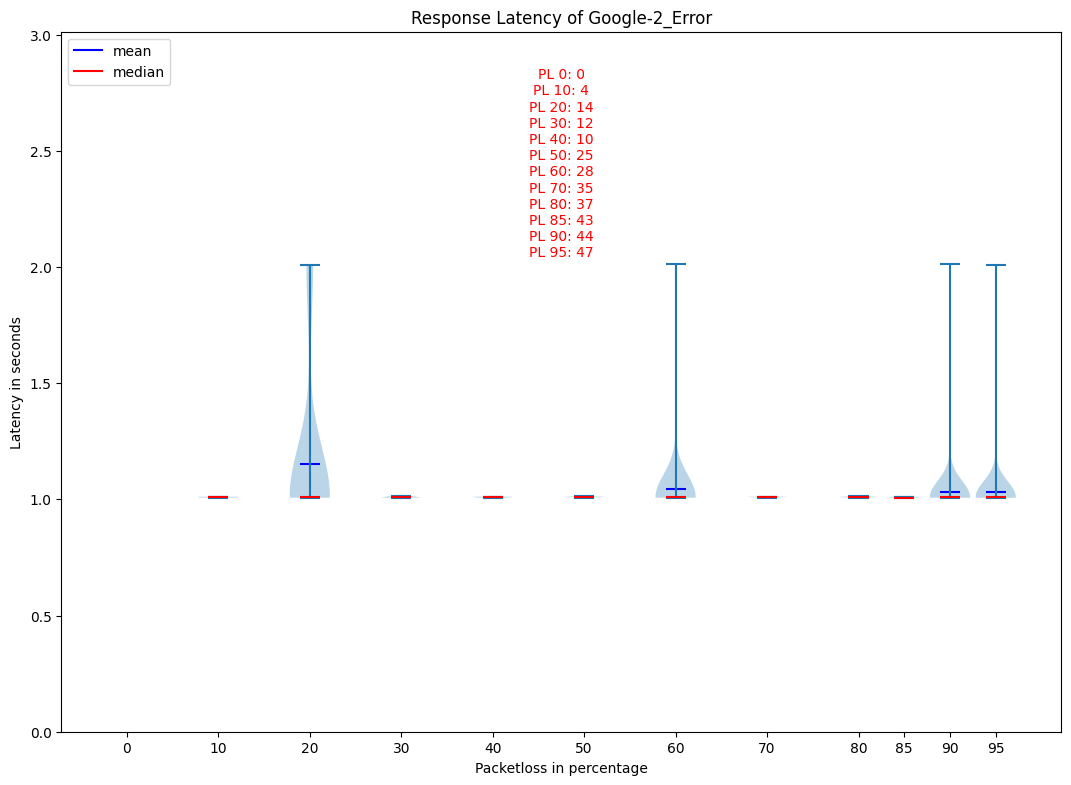 Response Latency of Google-2_Error
mean
median
PL 0: 0
PL 10: 4
PL 20: 14
PL 30: 12
PL 40: 10
PL 50: 25
PL 60: 28
PL 70: 35
PL 80: 37
PL 85: 43
PL 90: 44
PL 95: 47
Latency in seconds
3.0
2.5
2.0
1.5
1.0
0.5
0.0
0 10 20 30 40 50 60 70 80 85 90 95
Packetloss in percentage